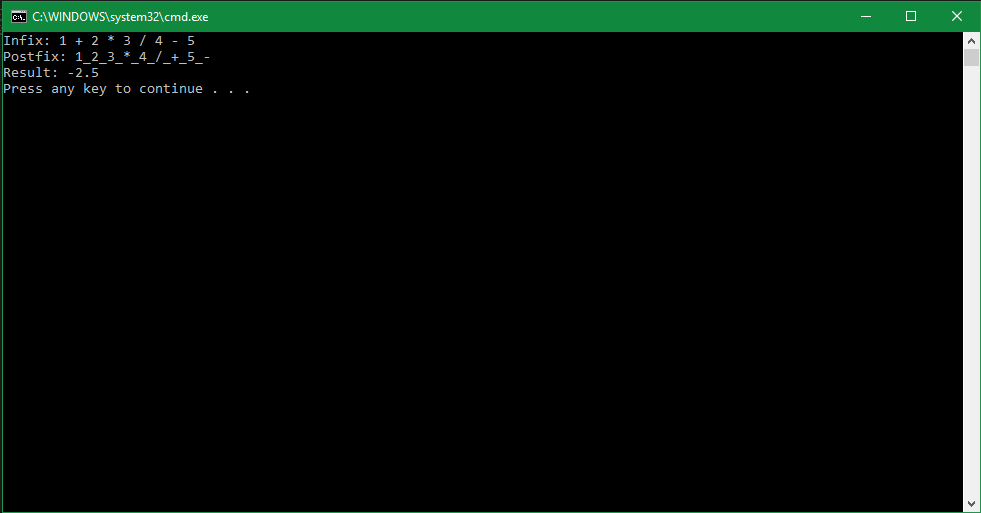 C:\WINDOWS\system32\cmd.exe
Infix: 1 + 2 * 3 / 4 - 5
Postfix: 1_2_3_*_4_/_+_5_-
Result: -2.5
Press any key to continue . . .